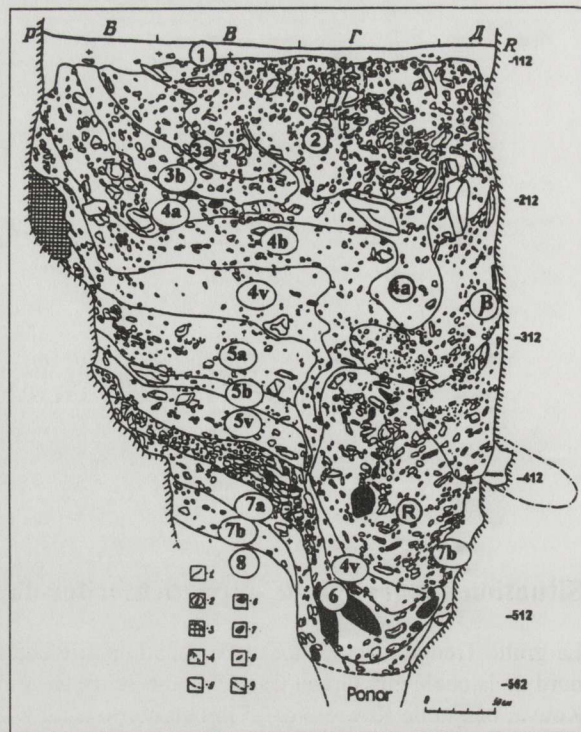 P Б В Г Д R
1
-112
2
3a
3b
4a
-212
4b
4a
4v
β
-312
5a
5b
5v
-412
7a
R
7b
4v
7b
8
-512
-562
Ponor